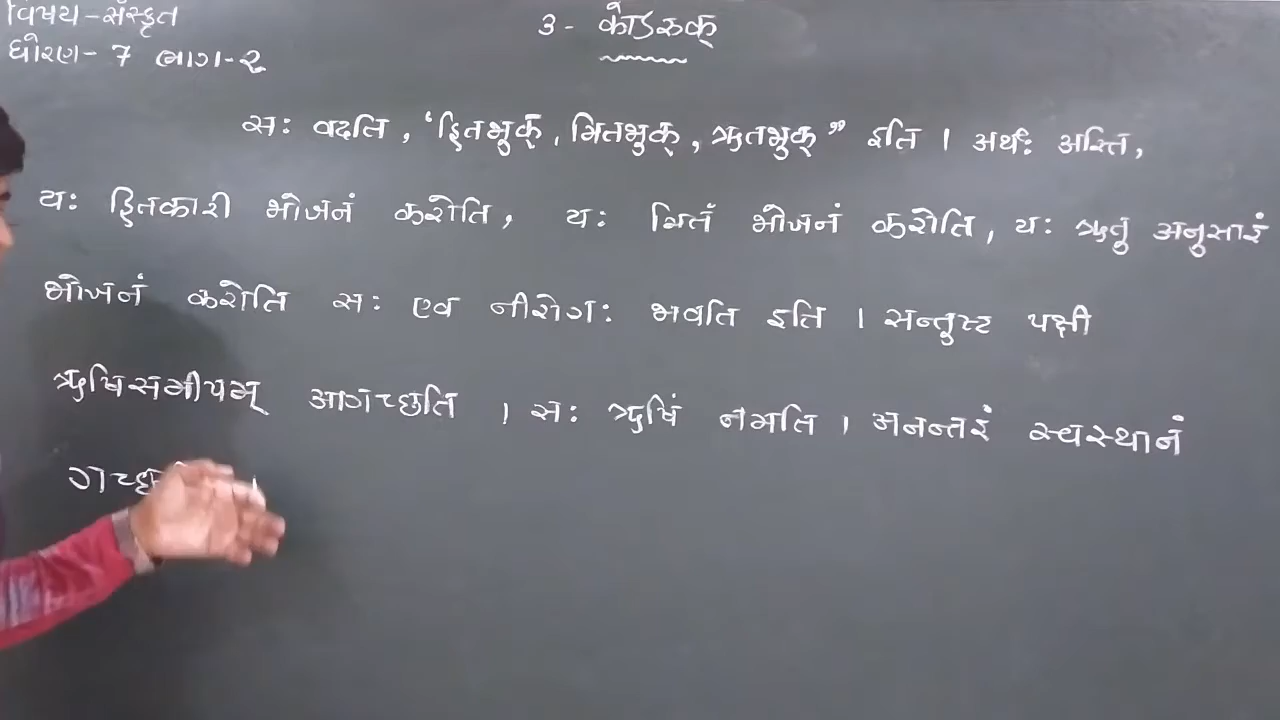 विषय-संस्कृत
धोरण- 7 भाग-2
3- कोऽरुक्
सः वदति, ‘हितभुक्, मितभुक्, ऋतभुक्” इति । अर्थः अस्ति,
यः हितकारी भोजनं करोति, यः मितं भोजनं करोति, यः ऋतु अनुसारं
भोजनं करोति सः एव नीरोगः भवति इति । सन्तुष्ट पक्षी
ऋषिसमीपम् आगच्छति । सः ऋषिं नमति । अनन्तरं स्वस्थानं